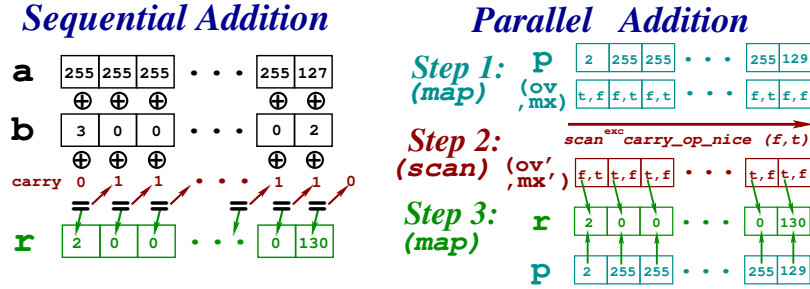 Sequential Addition
a 255 255 255 · · · 255 127
⊕ ⊕ ⊕ ⊕ ⊕
b 3 0 0 · · · 0 2
⊕ ⊕ ⊕ ⊕ ⊕
carry 0 1 1 · · · 1 1 0
= = = = = =
r 2 0 0 · · · 0 130
Parallel Addition
Step 1: (map)
p 2 255 255 · · · 255 129
(ov ,mx) t,f f,t f,t · · · f,t f,f
Step 2: (scan)
scan^exc carry_op_nice (f,t)
(ov' ,mx') f,t t,f t,f · · · t,f t,f
Step 3: (map)
r 2 0 0 · · · 0 130
p 2 255 255 · · · 255 129